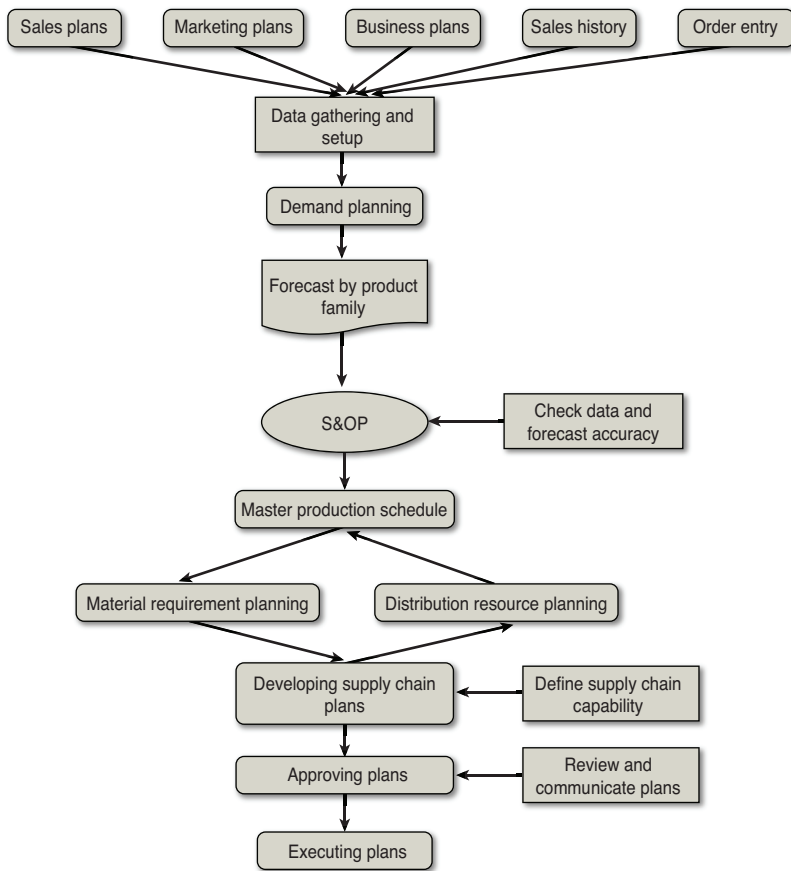 Sales plans
Marketing plans
Business plans
Sales history
Order entry
Data gathering and
setup
Demand planning
Forecast by product
family
S&OP
Check data and
forecast accuracy
Master production schedule
Material requirement planning
Distribution resource planning
Developing supply chain
plans
Define supply chain
capability
Approving plans
Review and
communicate plans
Executing plans